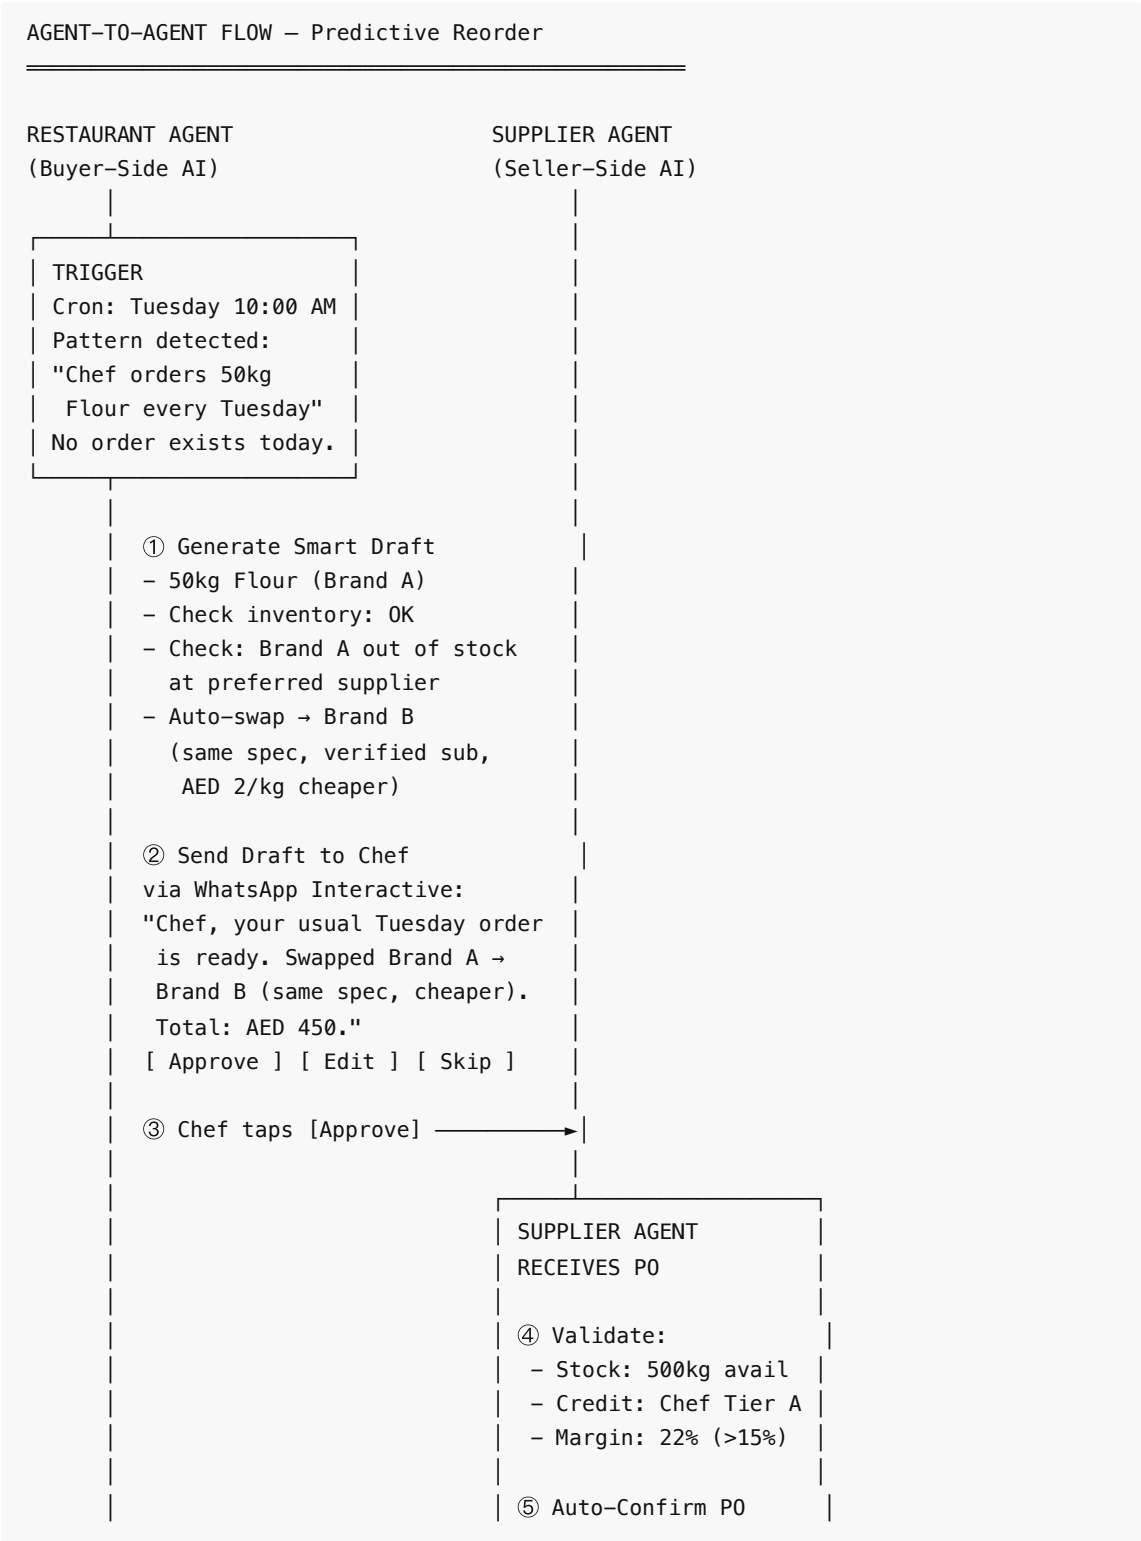 AGENT-TO-AGENT FLOW — Predictive Reorder
RESTAURANT AGENT SUPPLIER AGENT
(Buyer-Side AI) (Seller-Side AI)
TRIGGER
Cron: Tuesday 10:00 AM
Pattern detected:
"Chef orders 50kg
Flour every Tuesday"
No order exists today.
① Generate Smart Draft
- 50kg Flour (Brand A)
- Check inventory: OK
- Check: Brand A out of stock
at preferred supplier
- Auto-swap → Brand B
(same spec, verified sub,
AED 2/kg cheaper)
② Send Draft to Chef
via WhatsApp Interactive:
"Chef, your usual Tuesday order
is ready. Swapped Brand A →
Brand B (same spec, cheaper).
Total: AED 450."
[ Approve ] [ Edit ] [ Skip ]
③ Chef taps [Approve] ──────────►
SUPPLIER AGENT
RECEIVES PO
④ Validate:
- Stock: 500kg avail
- Credit: Chef Tier A
- Margin: 22% (>15%)
⑤ Auto-Confirm PO